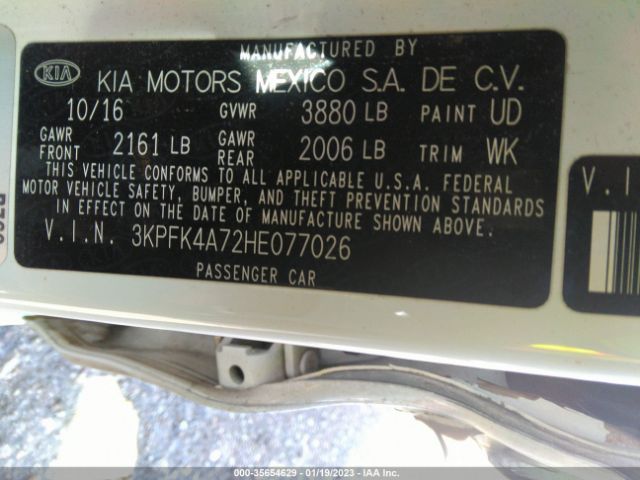 MANUFACTURED BY
KIA KIA MOTORS MEXICO S.A. DE C.V.
10/16 GVWR 3880 LB PAINT UD
GAWR FRONT 2161 LB GAWR REAR 2006 LB TRIM WK
THIS VEHICLE CONFORMS TO ALL APPLICABLE U.S.A. FEDERAL
MOTOR VEHICLE SAFETY, BUMPER, AND THEFT PREVENTION STANDARDS
IN EFFECT ON THE DATE OF MANUFACTURE SHOWN ABOVE.
V.I.N. 3KPFK4A72HE077026
PASSENGER CAR
V.I
000-35654629 - 01/19/2023 - IAA Inc.